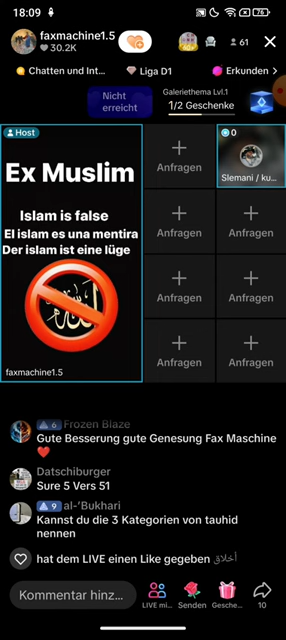 18:09
76
faxmachine1.5
30.2K
61
Chatten und Int...
Liga D1
Erkunden >
Nicht erreicht
Galeriethema Lvl.1
1/2 Geschenke
Host
Ex Muslim
Islam is false
El islam es una mentira
Der islam ist eine lüge
الله
faxmachine1.5
Anfragen
0
Slemani / ku...
Anfragen
Anfragen
Anfragen
Anfragen
Anfragen
Anfragen
6 Frozen Blaze
Gute Besserung gute Genesung Fax Maschine ❤️
Datschiburger
Sure 5 Vers 51
9 al-'Bukhari
Kannst du die 3 Kategorien von tauhid
nennen
hat dem LIVE einen Like gegeben أخلاق
Kommentar hinz...
LIVE mi...
Senden
Gesche...
10